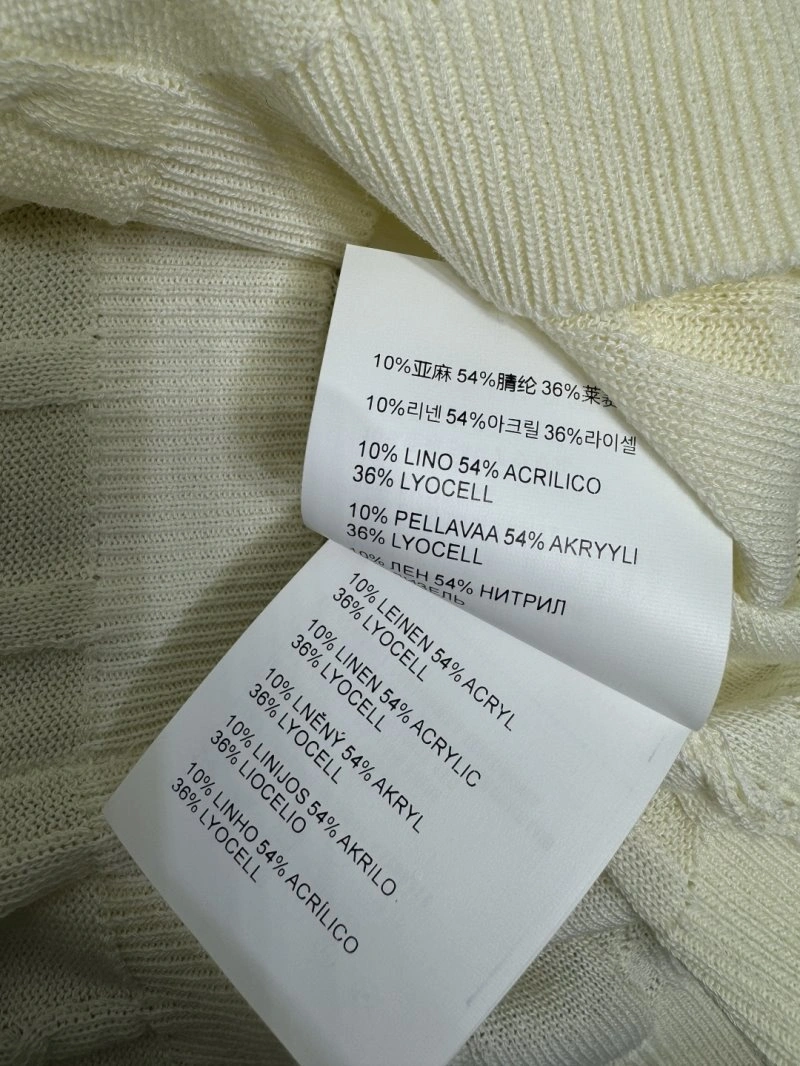 10%亚麻 54%腈纶 36%莱
10%리넨 54%아크릴 36%라이셀
10% LINO 54% ACRILICO
36% LYOCELL
10% PELLAVAA 54% AKRYYLI
36% LYOCELL
10% ЛЕН 54% НИТРИЛ
10% LEINEN 54% ACRYL
36% LYOCELL
10% LINEN 54% ACRYLIC
36% LYOCELL
10% LNĚNÝ 54% AKRYL
36% LYOCELL
10% LINIJOS 54% AKRILO
36% LIOCELIO
10% LINHO 54% ACRÍLICO
36% LYOCELL